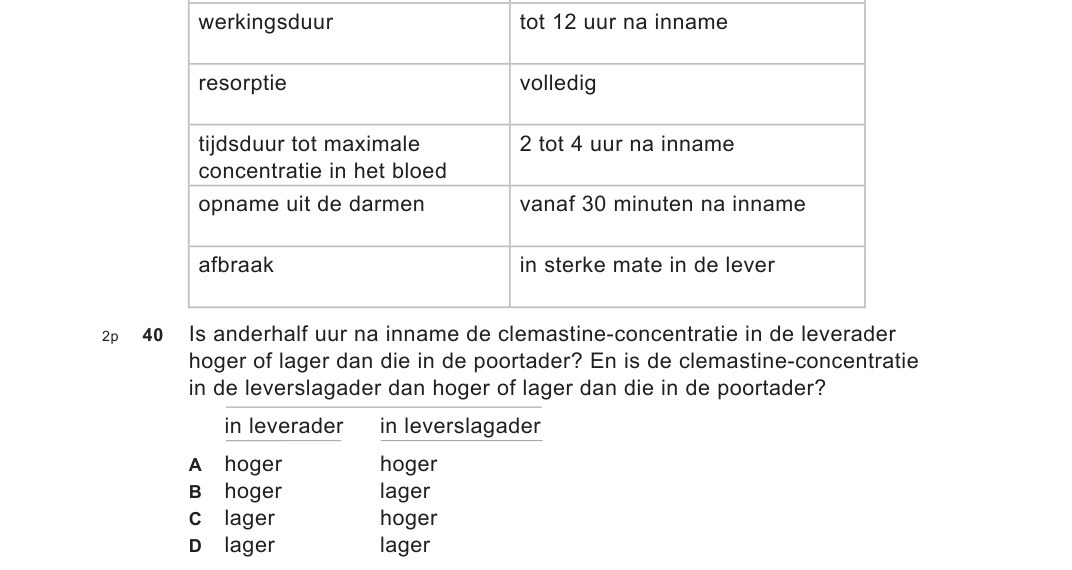 werkingsduur tot 12 uur na inname
resorptie volledig
tijdsduur tot maximale 2 tot 4 uur na inname
concentratie in het bloed
opname uit de darmen vanaf 30 minuten na inname
afbraak in sterke mate in de lever
2p 40 Is anderhalf uur na inname de clemastine-concentratie in de leverader
hoger of lager dan die in de poortader? En is de clemastine-concentratie
in de leverslagader dan hoger of lager dan die in de poortader?
in leverader in leverslagader
A hoger hoger
B hoger lager
C lager hoger
D lager lager